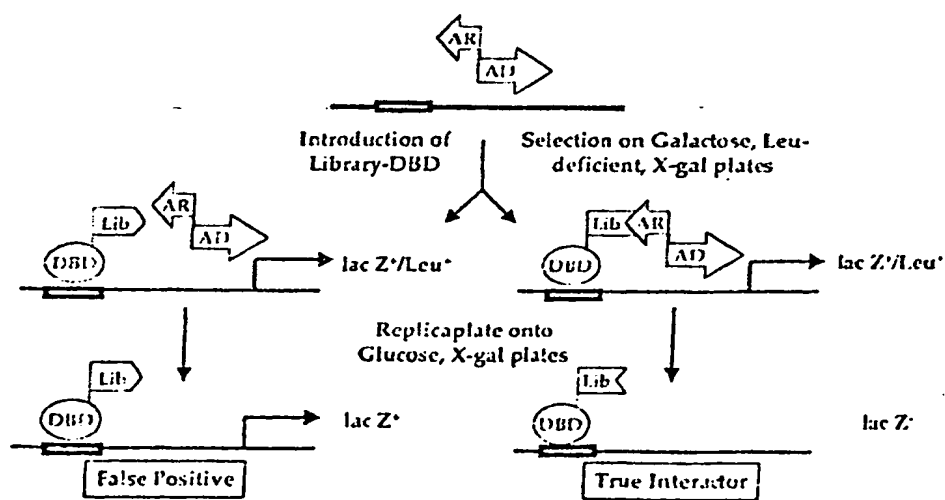 AR
AD
Introduction of
Library-DBD
Selection on Galactose, Leu-
deficient, X-gal plates
Lib
AR
AD
DBD
lac Z⁺/Leu⁺
Lib
AR
AD
DBD
lac Z⁺/Leu⁺
Replicaplate onto
Glucose, X-gal plates
Lib
DBD
lac Z⁺
False Positive
Lib
DBD
lac Z⁻
True Interactor